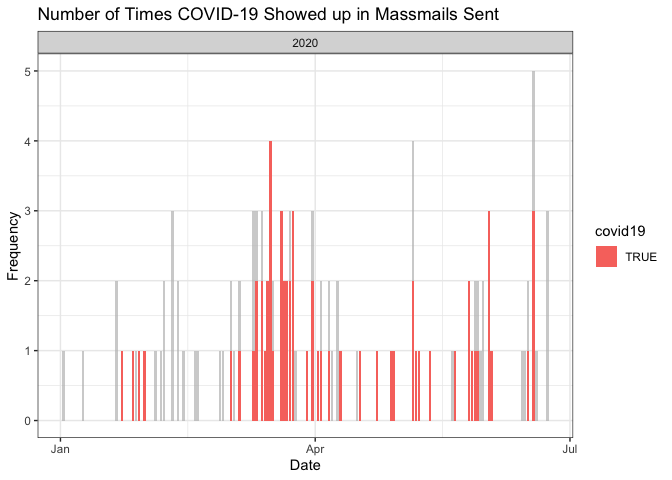 Number of Times COVID-19 Showed up in Massmails Sent
2020
5
4
3
2
1
0
Frequency
Jan
Apr
Jul
Date
covid19
TRUE